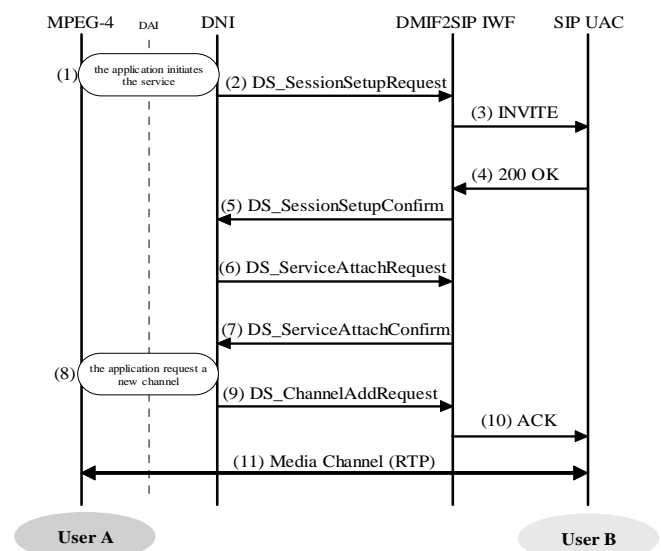 MPEG-4 DAI DNI DMIF2SIP IWF SIP UAC
(1) the application initiates
the service
(2) DS_SessionSetupRequest
(3) INVITE
(4) 200 OK
(5) DS_SessionSetupConfirm
(6) DS_ServiceAttachRequest
(7) DS_ServiceAttachConfirm
(8) the application request a
new channel
(9) DS_ChannelAddRequest
(10) ACK
(11) Media Channel (RTP)
User A User B